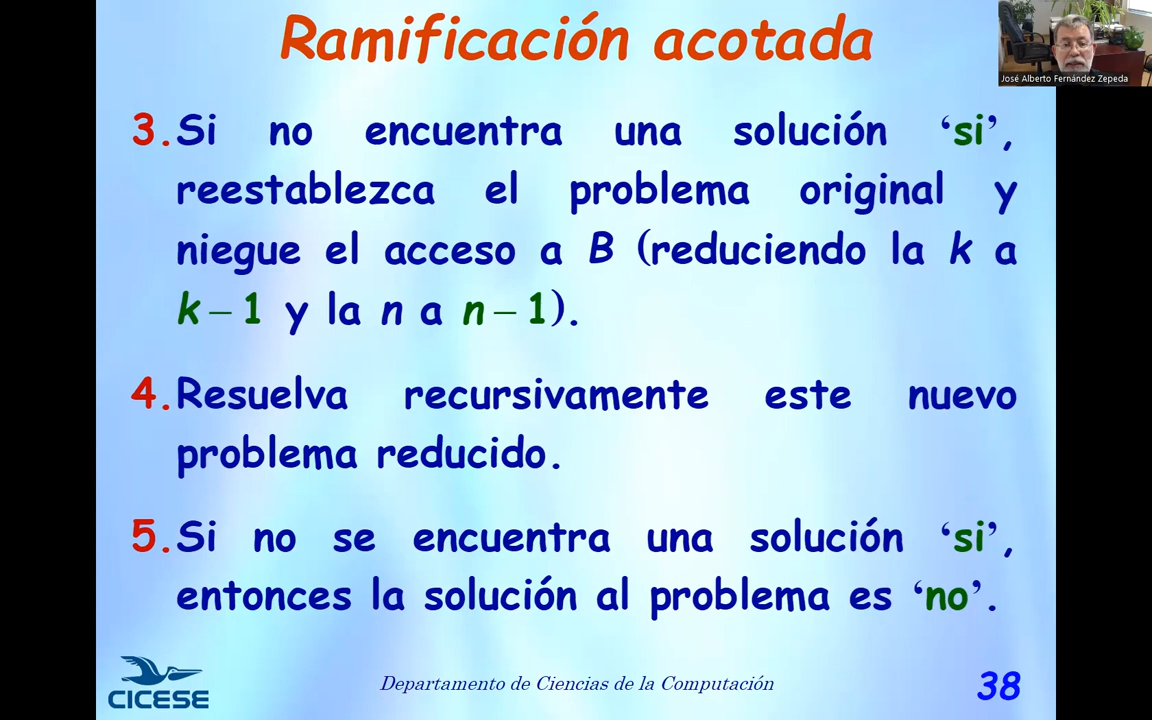 Ramificación acotada
José Alberto Fernández Zepeda
3. Si no encuentra una solución ‘si’,
reestablezca el problema original y
niegue el acceso a B (reduciendo la k a
k – 1 y la n a n – 1).
4. Resuelva recursivamente este nuevo
problema reducido.
5. Si no se encuentra una solución ‘si’,
entonces la solución al problema es ‘no’.
CICESE
Departamento de Ciencias de la Computación
38